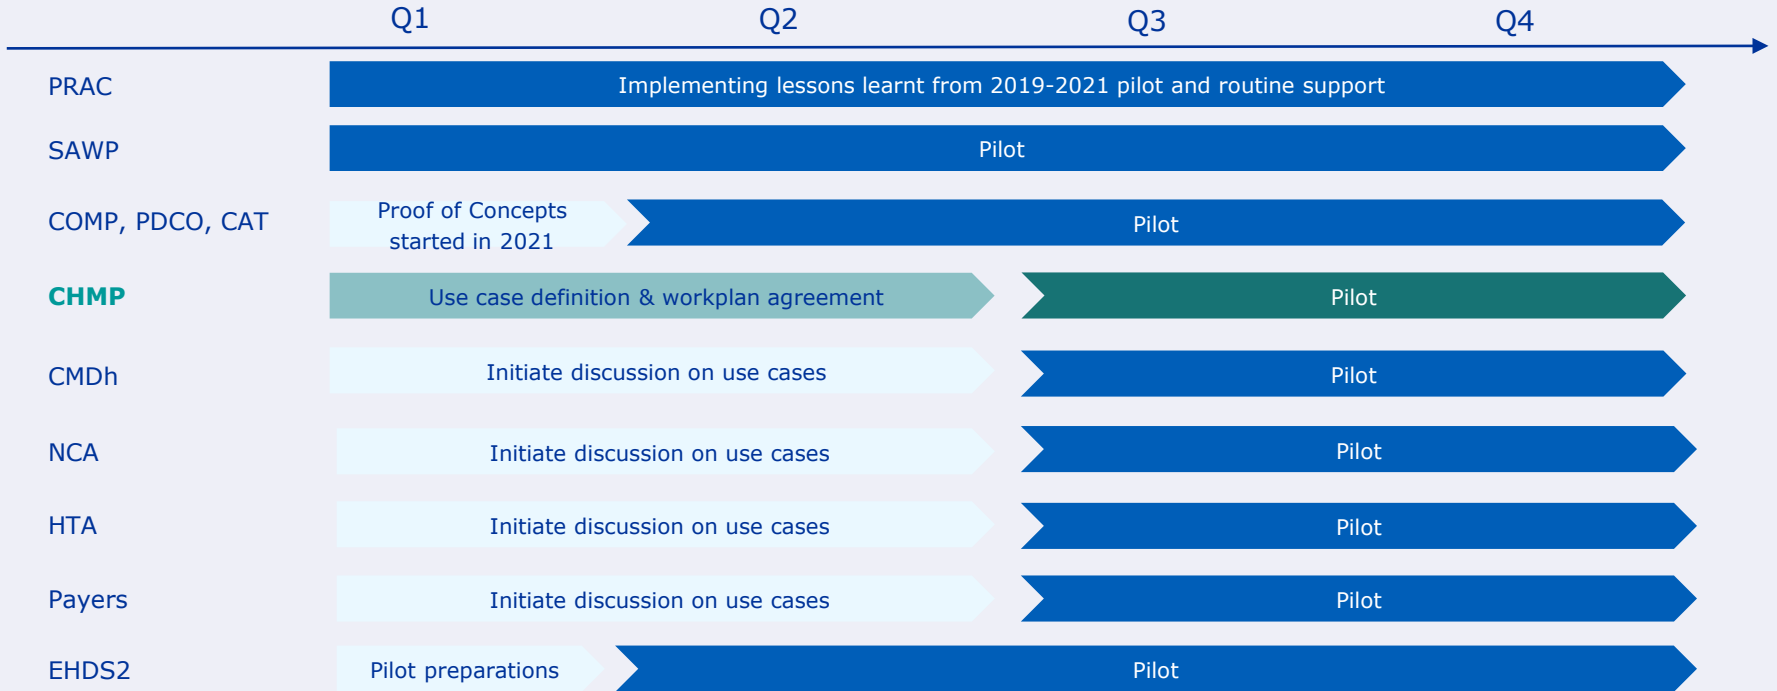 Q1 Q2 Q3 Q4
PRAC Implementing lessons learnt from 2019-2021 pilot and routine support
SAWP Pilot
COMP, PDCO, CAT Proof of Concepts
started in 2021 Pilot
CHMP Use case definition & workplan agreement Pilot
CMDh Initiate discussion on use cases Pilot
NCA Initiate discussion on use cases Pilot
HTA Initiate discussion on use cases Pilot
Payers Initiate discussion on use cases Pilot
EHDS2 Pilot preparations Pilot